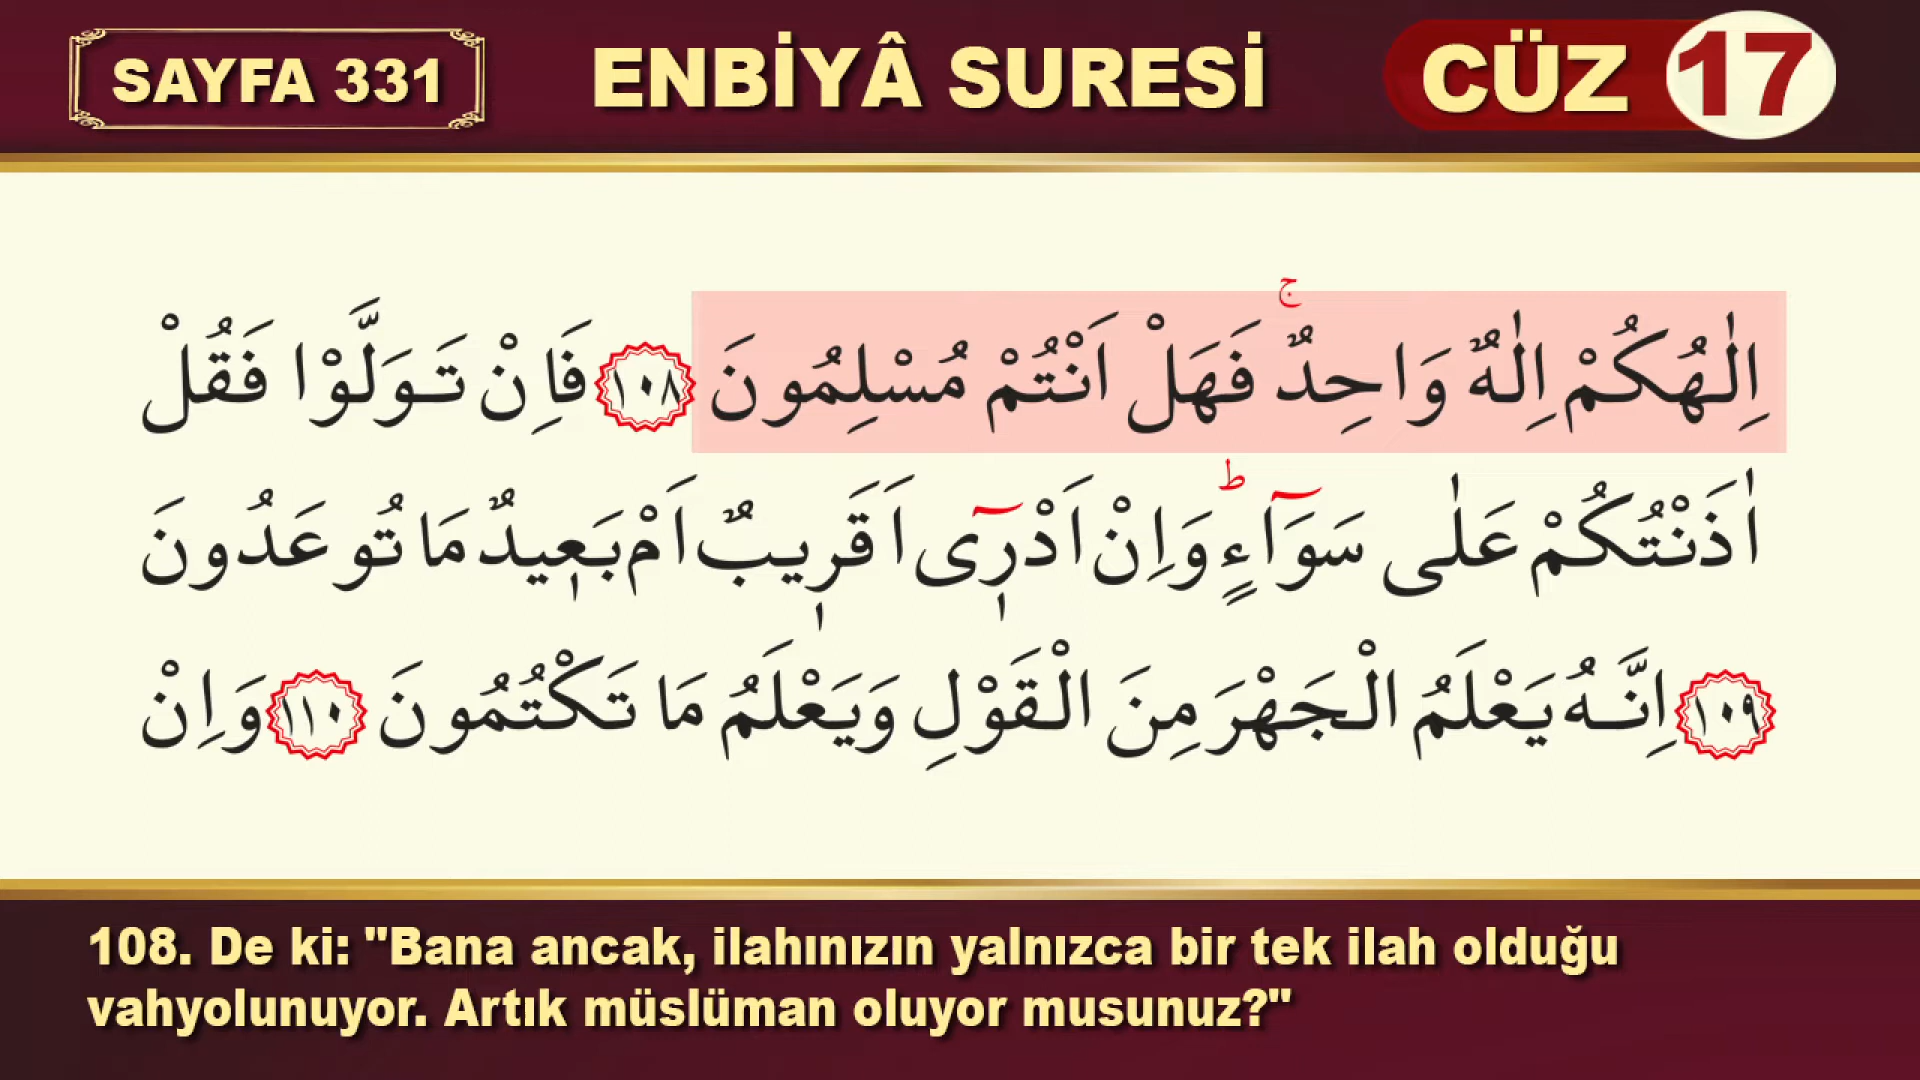 SAYFA 331
ENBİYÂ SURESİ
CÜZ 17
اِلٰهُكُمْ اِلٰهٌ وَاحِدٌۚ فَهَلْ اَنْتُمْ مُسْلِمُونَ ﴿١٠٨﴾ فَاِنْ تَوَلَّوْا فَقُلْ
اٰذَنْتُكُمْ عَلٰى سَوَٓاءٍۜ وَاِنْ اَدْر۪ٓى اَقَر۪يبٌ اَمْ بَع۪يدٌ مَا تُوعَدُونَ
﴿١٠٩﴾ اِنَّهُ يَعْلَمُ الْجَهْرَ مِنَ الْقَوْلِ وَيَعْلَمُ مَا تَكْتُمُونَ ﴿١١٠﴾ وَاِنْ
108. De ki: "Bana ancak, ilahınızın yalnızca bir tek ilah olduğu
vahyolunuyor. Artık müslüman oluyor musunuz?"